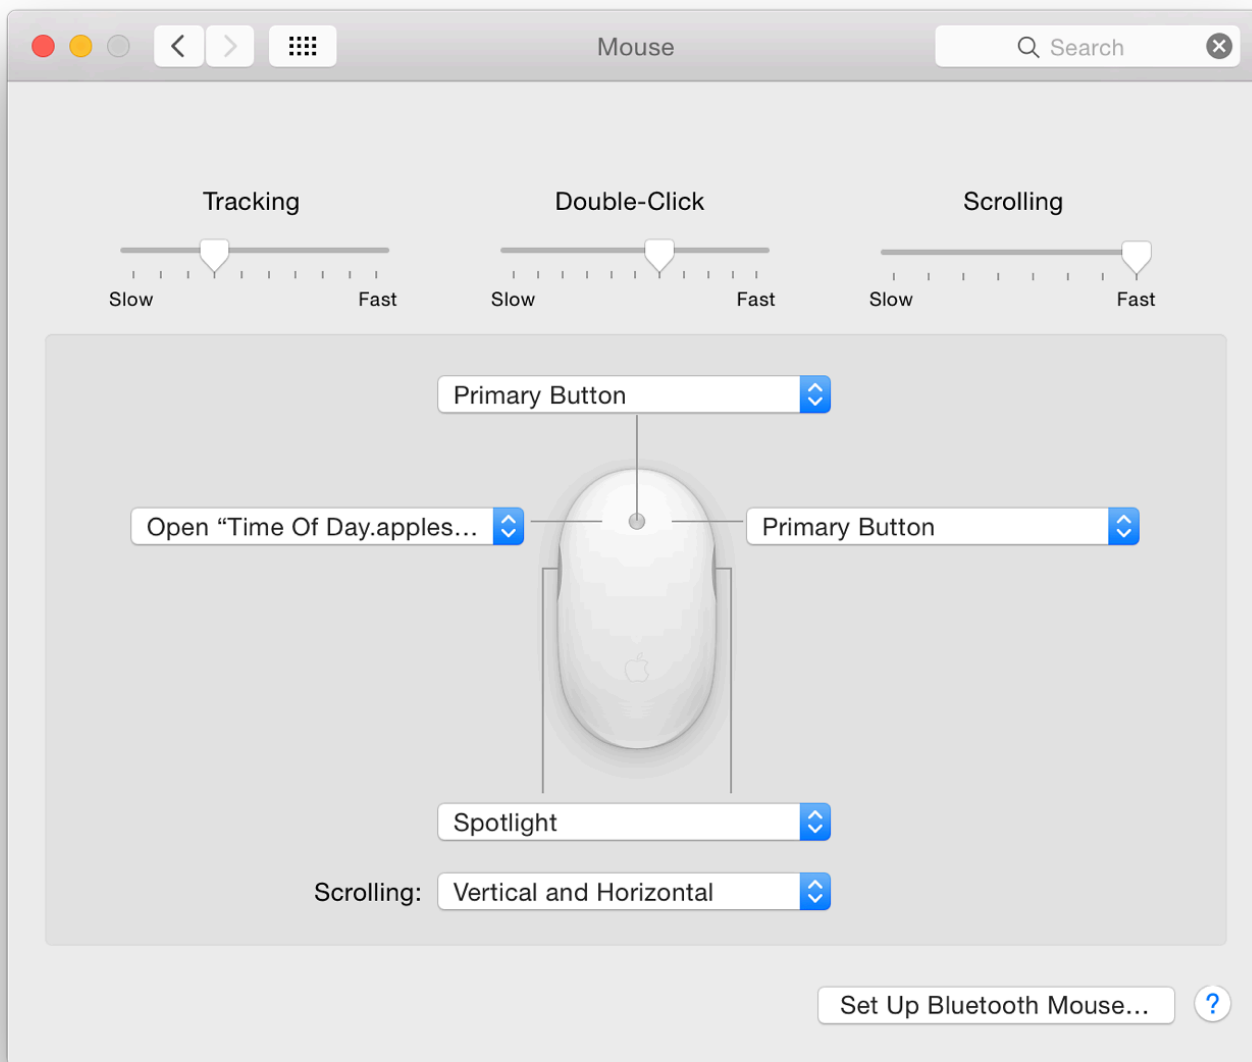 Mouse
Search
Tracking
Double-Click
Scrolling
Slow
Fast
Slow
Fast
Slow
Fast
Primary Button
Open “Time Of Day.apples...
Primary Button
Spotlight
Scrolling:
Vertical and Horizontal
Set Up Bluetooth Mouse...
?